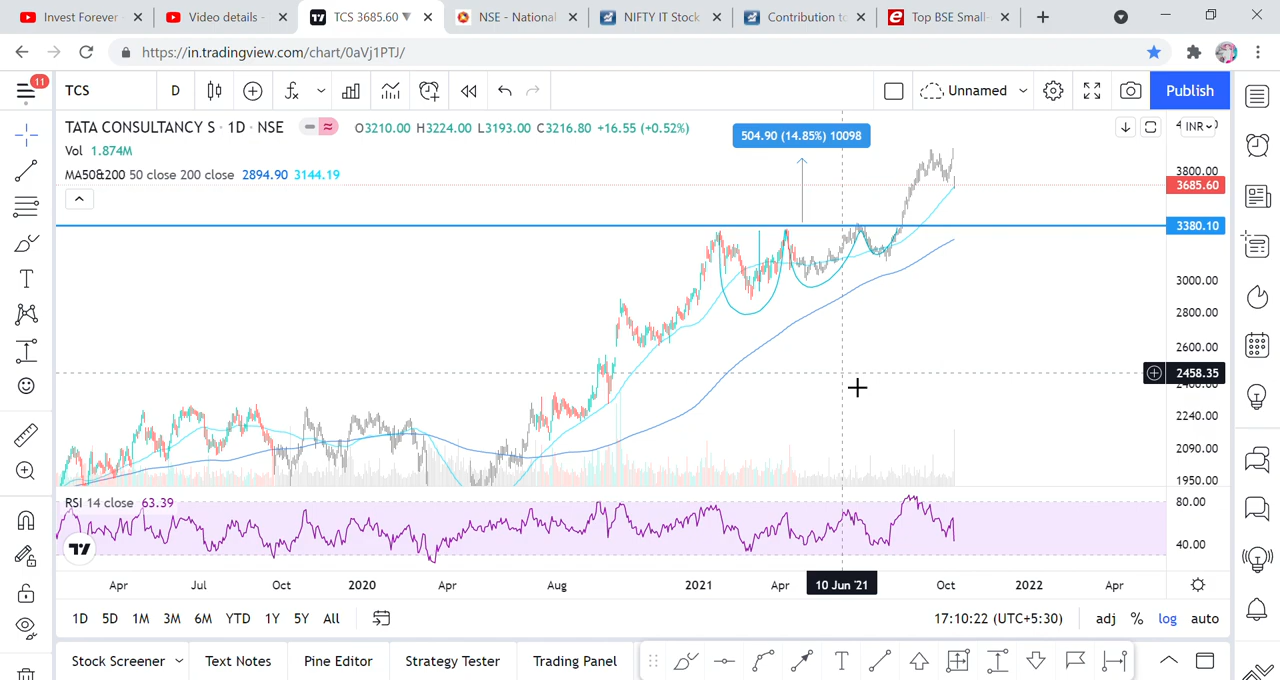 Invest Forever
Video details -
TCS 3685.60 ▼
NSE - National
NIFTY IT Stock
Contribution to
Top BSE Small-
https://in.tradingview.com/chart/0aVj1PTJ/
11
TCS D Unnamed Publish
TATA CONSULTANCY S · 1D · NSE O3210.00 H3224.00 L3193.00 C3216.80 +16.55 (+0.52%)
504.90 (14.85%) 10098
INR
Vol 1.874M
MA50&200 50 close 200 close 2894.90 3144.19
3800.00
3685.60
3380.10
3000.00
2800.00
2600.00
2458.35
2400.00
2240.00
2090.00
1950.00
RSI 14 close 63.39
80.00
40.00
Apr Jul Oct 2020 Apr Aug 2021 Apr 10 Jun '21 Oct 2022 Apr
1D 5D 1M 3M 6M YTD 1Y 5Y All 17:10:22 (UTC+5:30) adj % log auto
Stock Screener Text Notes Pine Editor Strategy Tester Trading Panel